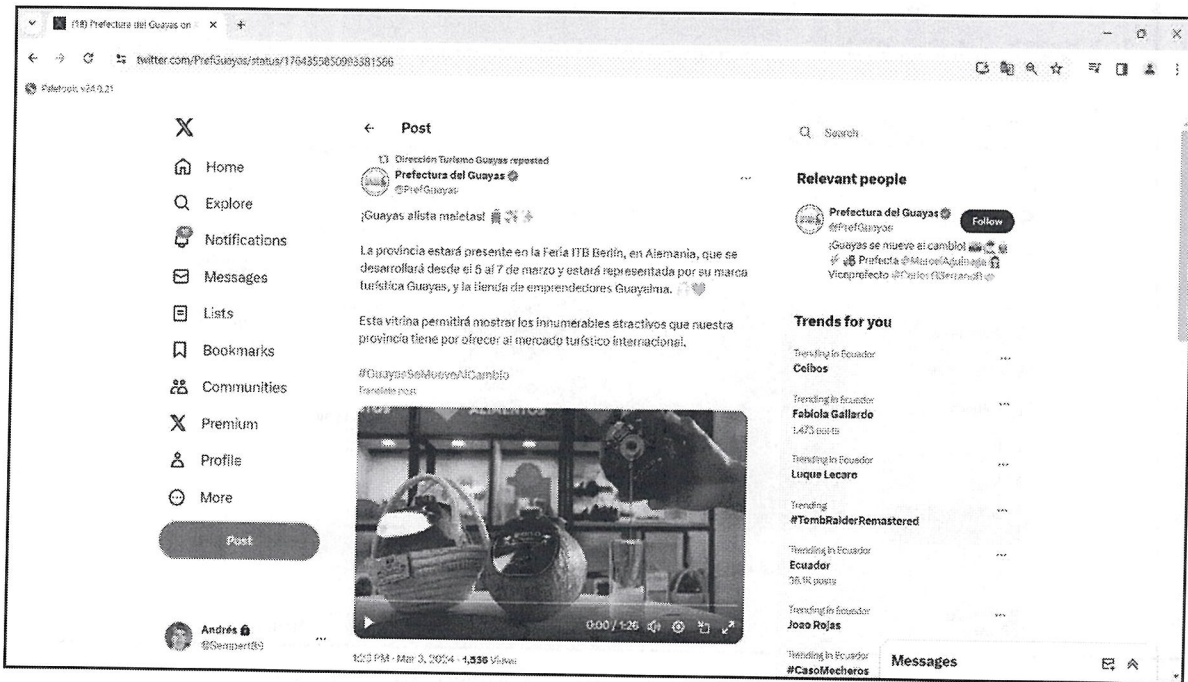 (18) Prefectura del Guayas on
twitter.com/PrefGuayas/status/1764355850993381566
Home
Explore
Notifications
Messages
Lists
Bookmarks
Communities
Premium
Profile
More
Post
Andrés
Post
Dirección Turismo Guayas reposted
Prefectura del Guayas
@PrefGuayas
¡Guayas alista maletas!
La provincia estará presente en la Feria ITB Berlín, en Alemania, que se
desarrollará desde el 5 al 7 de marzo y estará representada por su marca
turística Guayas, y la tienda de emprendedores Guayalma.
Esta vitrina permitirá mostrar los innumerables atractivos que nuestra
provincia tiene por ofrecer al mercado turístico internacional.
#GuayasSeMueveAlCambio
Translate post
ALIMENTOS
0:00 / 1:26
1:23 PM · Mar 3, 2024 · 1,536 Views
Search
Relevant people
Prefectura del Guayas
@PrefGuayas
Follow
¡Guayas se mueve al cambio!
Prefecta @MarcelAguinaga
Viceprefecto
Trends for you
Trending in Ecuador
Ceibos
Trending in Ecuador
Fabiola Gallardo
1,473 posts
Trending in Ecuador
Luque Lecaro
Trending
#TombRaiderRemastered
Trending in Ecuador
Ecuador
posts
Trending in Ecuador
Joao Rojas
Trending in Ecuador
#CasoMecheros
Messages